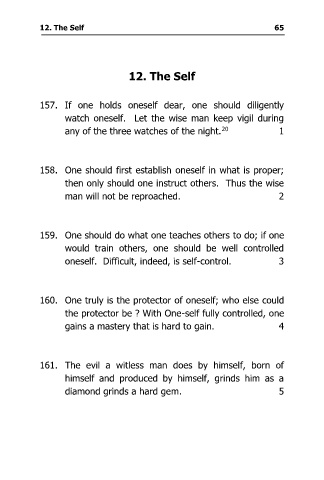 12. The Self 65
12. The Self
157. If one holds oneself dear, one should diligently
watch oneself. Let the wise man keep vigil during
any of the three watches of the night.20 1
158. One should first establish oneself in what is proper;
then only should one instruct others. Thus the wise
man will not be reproached. 2
159. One should do what one teaches others to do; if one
would train others, one should be well controlled
oneself. Difficult, indeed, is self-control. 3
160. One truly is the protector of oneself; who else could
the protector be ? With One-self fully controlled, one
gains a mastery that is hard to gain. 4
161. The evil a witless man does by himself, born of
himself and produced by himself, grinds him as a
diamond grinds a hard gem. 5